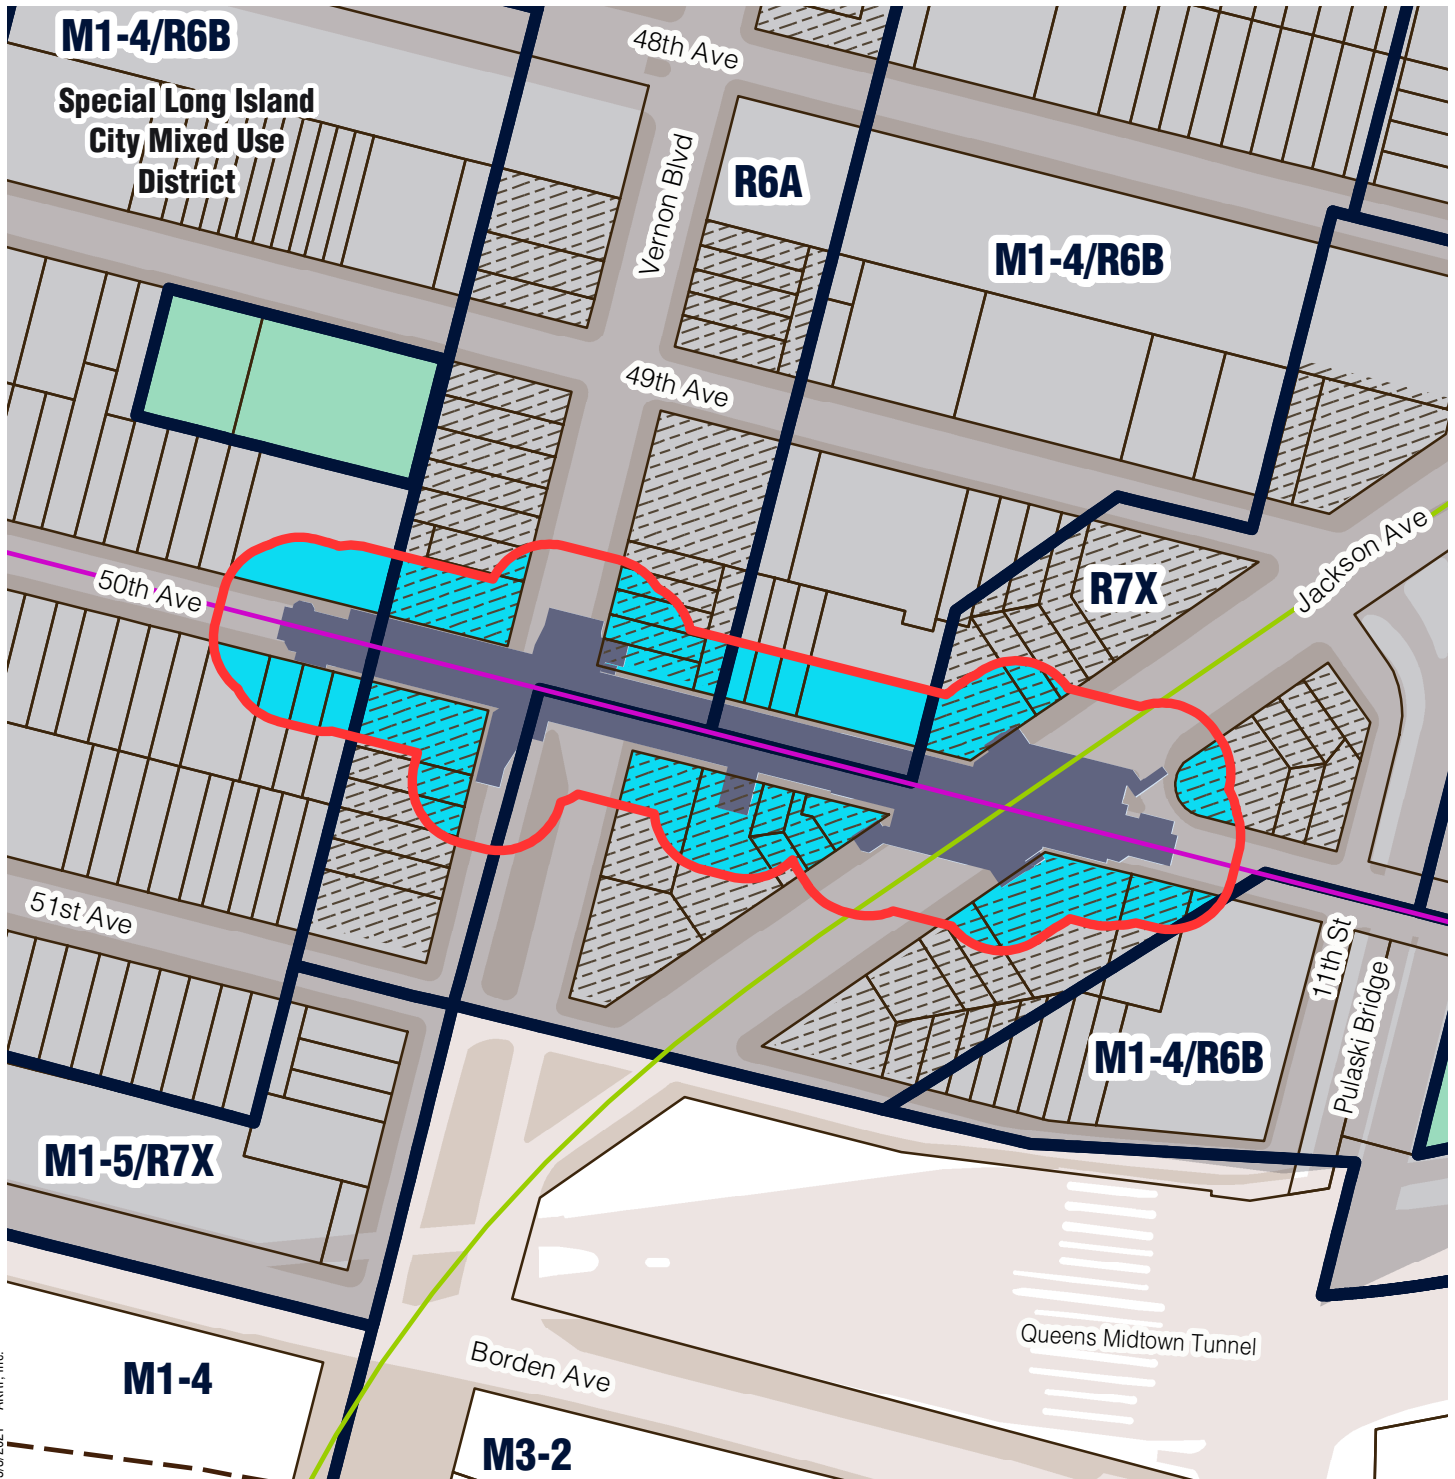 M1-4/R6B
Special Long Island
City Mixed Use
District
48th Ave
Vernon Blvd
R6A
M1-4/R6B
49th Ave
50th Ave
R7X
Jackson Ave
51st Ave
11th St
Pulaski Bridge
M1-4/R6B
M1-5/R7X
Queens Midtown Tunnel
Borden Ave
M1-4
M3-2